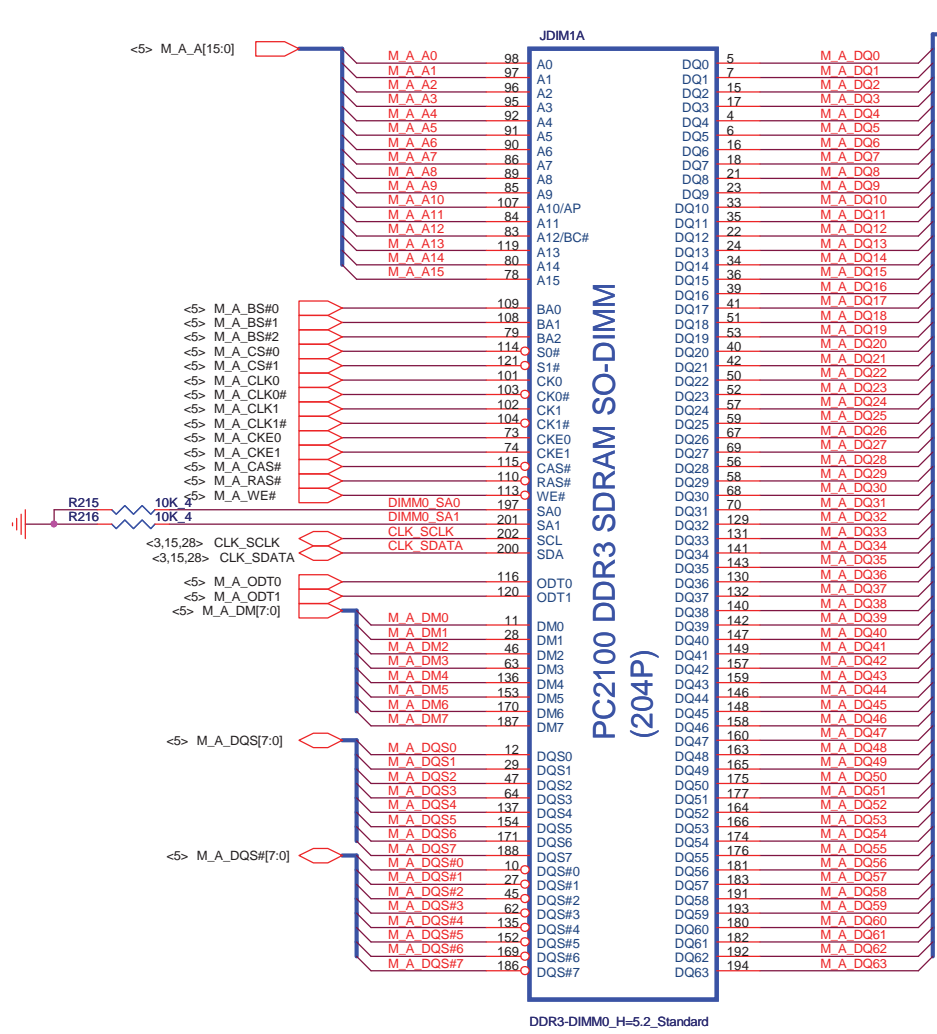 JDIM1A
<5> M_A_A[15:0]
M_A_A0 98 A0
M_A_A1 97 A1
M_A_A2 96 A2
M_A_A3 95 A3
M_A_A4 92 A4
M_A_A5 91 A5
M_A_A6 90 A6
M_A_A7 86 A7
M_A_A8 89 A8
M_A_A9 85 A9
M_A_A10 107 A10/AP
M_A_A11 84 A11
M_A_A12 83 A12/BC#
M_A_A13 119 A13
M_A_A14 80 A14
M_A_A15 78 A15
<5> M_A_BS#0 109 BA0
<5> M_A_BS#1 108 BA1
<5> M_A_BS#2 79 BA2
<5> M_A_CS#0 114 S0#
<5> M_A_CS#1 121 S1#
<5> M_A_CLK0 101 CK0
<5> M_A_CLK0# 103 CK0#
<5> M_A_CLK1 102 CK1
<5> M_A_CLK1# 104 CK1#
<5> M_A_CKE0 73 CKE0
<5> M_A_CKE1 74 CKE1
<5> M_A_CAS# 115 CAS#
<5> M_A_RAS# 110 RAS#
<5> M_A_WE# 113 WE#
R215 10K_4 DIMM0_SA0 197 SA0
R216 10K_4 DIMM0_SA1 201 SA1
<3,15,28> CLK_SCLK CLK_SCLK 202 SCL
<3,15,28> CLK_SDATA CLK_SDATA 200 SDA
<5> M_A_ODT0 116 ODT0
<5> M_A_ODT1 120 ODT1
<5> M_A_DM[7:0]
M_A_DM0 11 DM0
M_A_DM1 28 DM1
M_A_DM2 46 DM2
M_A_DM3 63 DM3
M_A_DM4 136 DM4
M_A_DM5 153 DM5
M_A_DM6 170 DM6
M_A_DM7 187 DM7
<5> M_A_DQS[7:0]
M_A_DQS0 12 DQS0
M_A_DQS1 29 DQS1
M_A_DQS2 47 DQS2
M_A_DQS3 64 DQS3
M_A_DQS4 137 DQS4
M_A_DQS5 154 DQS5
M_A_DQS6 171 DQS6
M_A_DQS7 188 DQS7
<5> M_A_DQS#[7:0]
M_A_DQS#0 10 DQS#0
M_A_DQS#1 27 DQS#1
M_A_DQS#2 45 DQS#2
M_A_DQS#3 62 DQS#3
M_A_DQS#4 135 DQS#4
M_A_DQS#5 152 DQS#5
M_A_DQS#6 169 DQS#6
M_A_DQS#7 186 DQS#7
PC2100 DDR3 SDRAM SO-DIMM
(204P)
DQ0 5 M_A_DQ0
DQ1 7 M_A_DQ1
DQ2 15 M_A_DQ2
DQ3 17 M_A_DQ3
DQ4 4 M_A_DQ4
DQ5 6 M_A_DQ5
DQ6 16 M_A_DQ6
DQ7 18 M_A_DQ7
DQ8 21 M_A_DQ8
DQ9 23 M_A_DQ9
DQ10 33 M_A_DQ10
DQ11 35 M_A_DQ11
DQ12 22 M_A_DQ12
DQ13 24 M_A_DQ13
DQ14 34 M_A_DQ14
DQ15 36 M_A_DQ15
DQ16 39 M_A_DQ16
DQ17 41 M_A_DQ17
DQ18 51 M_A_DQ18
DQ19 53 M_A_DQ19
DQ20 40 M_A_DQ20
DQ21 42 M_A_DQ21
DQ22 50 M_A_DQ22
DQ23 52 M_A_DQ23
DQ24 57 M_A_DQ24
DQ25 59 M_A_DQ25
DQ26 67 M_A_DQ26
DQ27 69 M_A_DQ27
DQ28 56 M_A_DQ28
DQ29 58 M_A_DQ29
DQ30 68 M_A_DQ30
DQ31 70 M_A_DQ31
DQ32 129 M_A_DQ32
DQ33 131 M_A_DQ33
DQ34 141 M_A_DQ34
DQ35 143 M_A_DQ35
DQ36 130 M_A_DQ36
DQ37 132 M_A_DQ37
DQ38 140 M_A_DQ38
DQ39 142 M_A_DQ39
DQ40 147 M_A_DQ40
DQ41 149 M_A_DQ41
DQ42 157 M_A_DQ42
DQ43 159 M_A_DQ43
DQ44 146 M_A_DQ44
DQ45 148 M_A_DQ45
DQ46 158 M_A_DQ46
DQ47 160 M_A_DQ47
DQ48 163 M_A_DQ48
DQ49 165 M_A_DQ49
DQ50 175 M_A_DQ50
DQ51 177 M_A_DQ51
DQ52 164 M_A_DQ52
DQ53 166 M_A_DQ53
DQ54 174 M_A_DQ54
DQ55 176 M_A_DQ55
DQ56 181 M_A_DQ56
DQ57 183 M_A_DQ57
DQ58 191 M_A_DQ58
DQ59 193 M_A_DQ59
DQ60 180 M_A_DQ60
DQ61 182 M_A_DQ61
DQ62 192 M_A_DQ62
DQ63 194 M_A_DQ63
DDR3-DIMM0_H=5.2_Standard